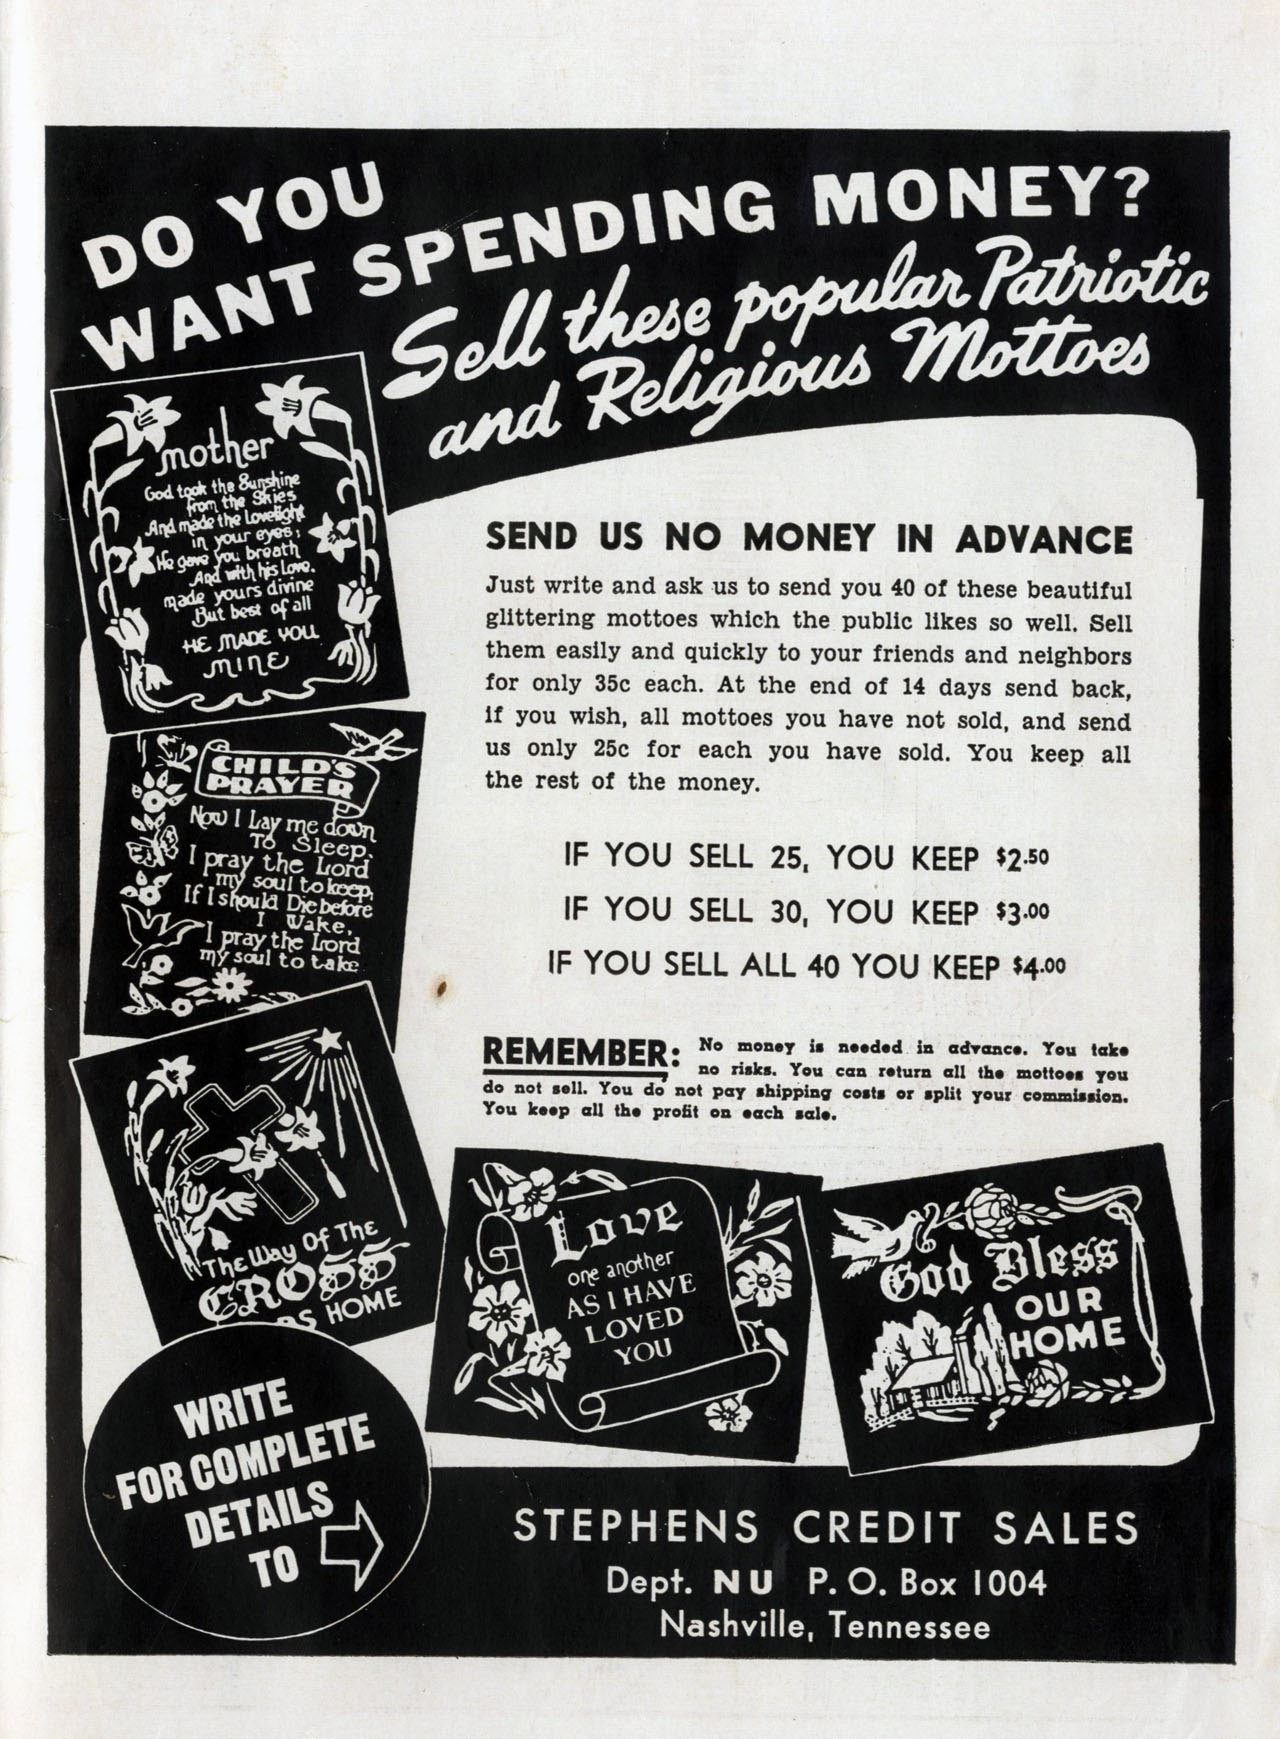 DO YOU
WANT SPENDING MONEY?
Sell these popular Patriotic
and Religious Mottoes
mother
God took the Sunshine
from the Skies
And made the Lovelight
in your eyes;
He gave you breath
And with his Love,
made yours divine
But best of all
HE MADE YOU
MINE
CHILD'S
PRAYER
Now I Lay me down
To Sleep,
I pray the Lord
my soul to keep,
If I should Die before
I Wake,
I pray the Lord
my soul to take
The Way Of The
CROSS
DS HOME
SEND US NO MONEY IN ADVANCE
Just write and ask us to send you 40 of these beautiful
glittering mottoes which the public likes so well. Sell
them easily and quickly to your friends and neighbors
for only 35c each. At the end of 14 days send back,
if you wish, all mottoes you have not sold, and send
us only 25c for each you have sold. You keep all
the rest of the money.
IF YOU SELL 25, YOU KEEP $2.50
IF YOU SELL 30, YOU KEEP $3.00
IF YOU SELL ALL 40 YOU KEEP $4.00
REMEMBER: No money is needed in advance. You take
no risks. You can return all the mottoes you
do not sell. You do not pay shipping costs or split your commission.
You keep all the profit on each sale.
Love
one another
AS I HAVE
LOVED
YOU
God Bless
OUR
HOME
WRITE
FOR COMPLETE
DETAILS
TO
STEPHENS CREDIT SALES
Dept. NU P. O. Box 1004
Nashville, Tennessee